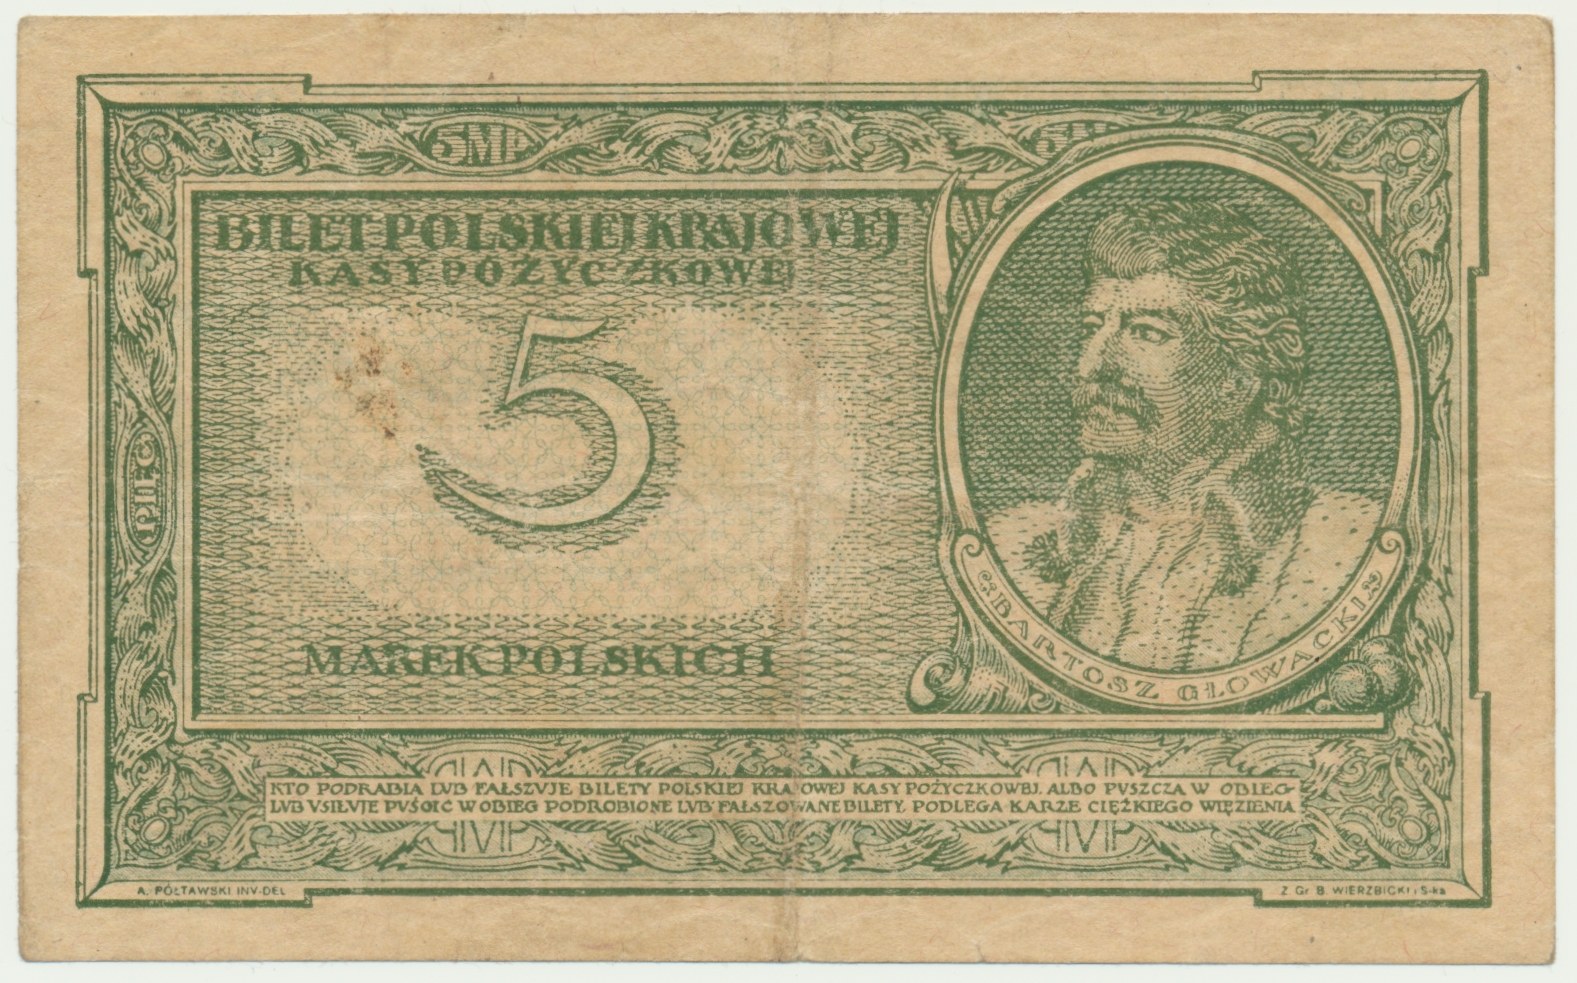 5MP
BILET POLSKIEJ KRAJOWEJ
KASY POŻYCZKOWEJ
5
PIĘĆ
MAREK POLSKICH
BARTOSZ GŁOWACKI
KTO PODRABIA LUB FAŁSZUJE BILETY POLSKIEJ KRAJOWEJ KASY POŻYCZKOWEJ, ALBO PUSZCZA W OBIEG
LUB USIŁUJE PUŚCIĆ W OBIEG PODROBIONE LUB FAŁSZOWANE BILETY, PODLEGA KARZE CIĘŻKIEGO WIĘZIENIA
A. PÓŁTAWSKI INV·DEL
Z. Gr. B. WIERZBICKI i S-ka